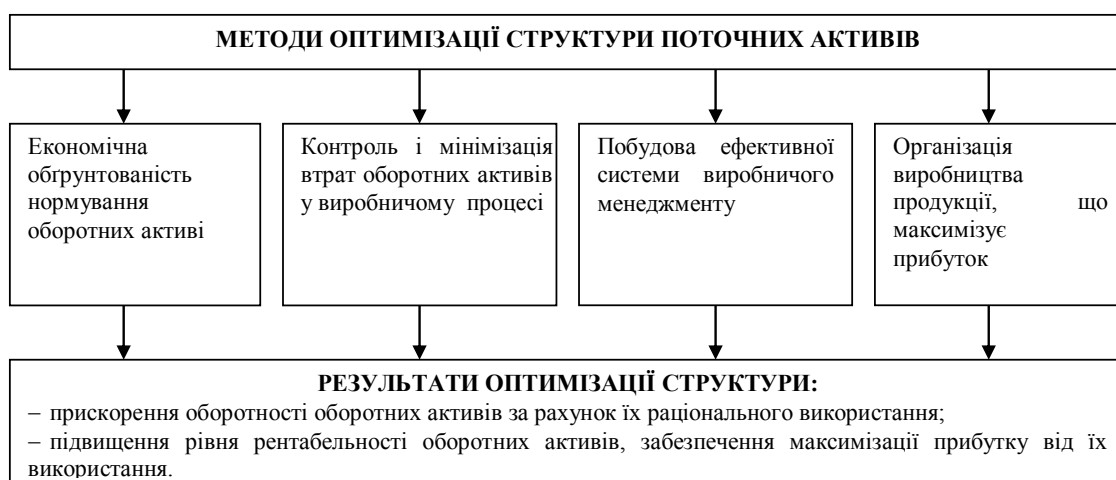 МЕТОДИ ОПТИМІЗАЦІЇ СТРУКТУРИ ПОТОЧНИХ АКТИВІВ
Економічна
обґрунтованість
нормування
оборотних активі
Контроль і мінімізація
втрат оборотних активів
у виробничому процесі
Побудова ефективної
системи виробничого
менеджменту
Організація
виробництва
продукції, що
максимізує
прибуток
РЕЗУЛЬТАТИ ОПТИМІЗАЦІЇ СТРУКТУРИ:
– прискорення оборотності оборотних активів за рахунок їх раціонального використання;
– підвищення рівня рентабельності оборотних активів, забезпечення максимізації прибутку від їх
використання.